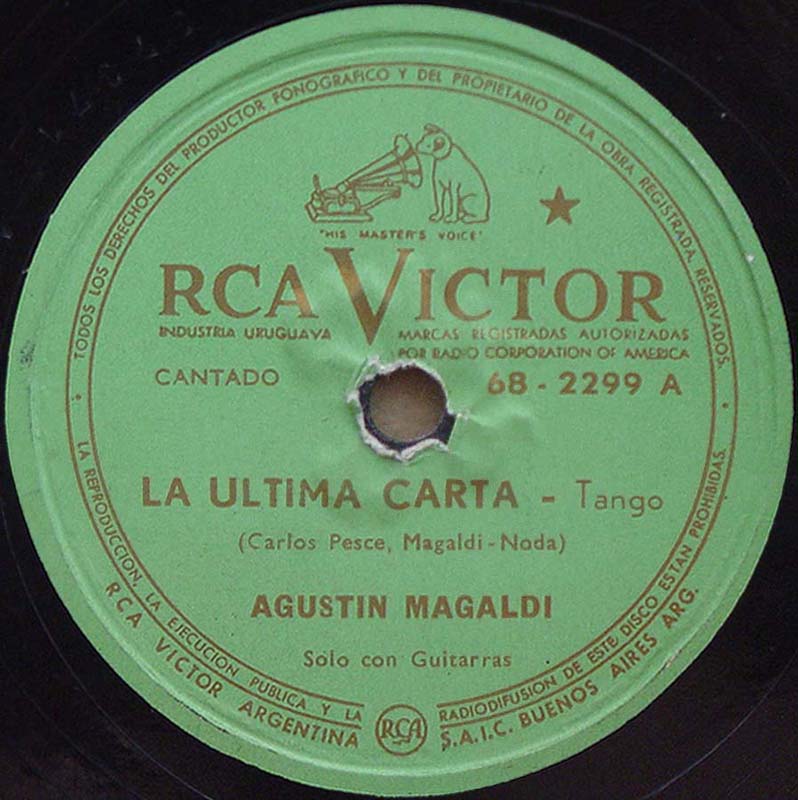 TODOS LOS DERECHOS DEL PRODUCTOR FONOGRAFICO Y DEL PROPIETARIO DE LA OBRA REGISTRADA, RESERVADOS.
"HIS MASTER'S VOICE"
RCA VICTOR
INDUSTRIA URUGUAYA
MARCAS REGISTRADAS AUTORIZADAS
POR RADIO CORPORATION OF AMERICA
CANTADO
68 - 2299 A
LA ULTIMA CARTA - Tango
(Carlos Pesce, Magaldi - Noda)
AGUSTIN MAGALDI
Solo con Guitarras
LA REPRODUCCION, LA EJECUCION PUBLICA Y LA RADIODIFUSION DE ESTE DISCO ESTAN PROHIBIDAS.
RCA VICTOR ARGENTINA RCA S.A.I.C. BUENOS AIRES ARG.